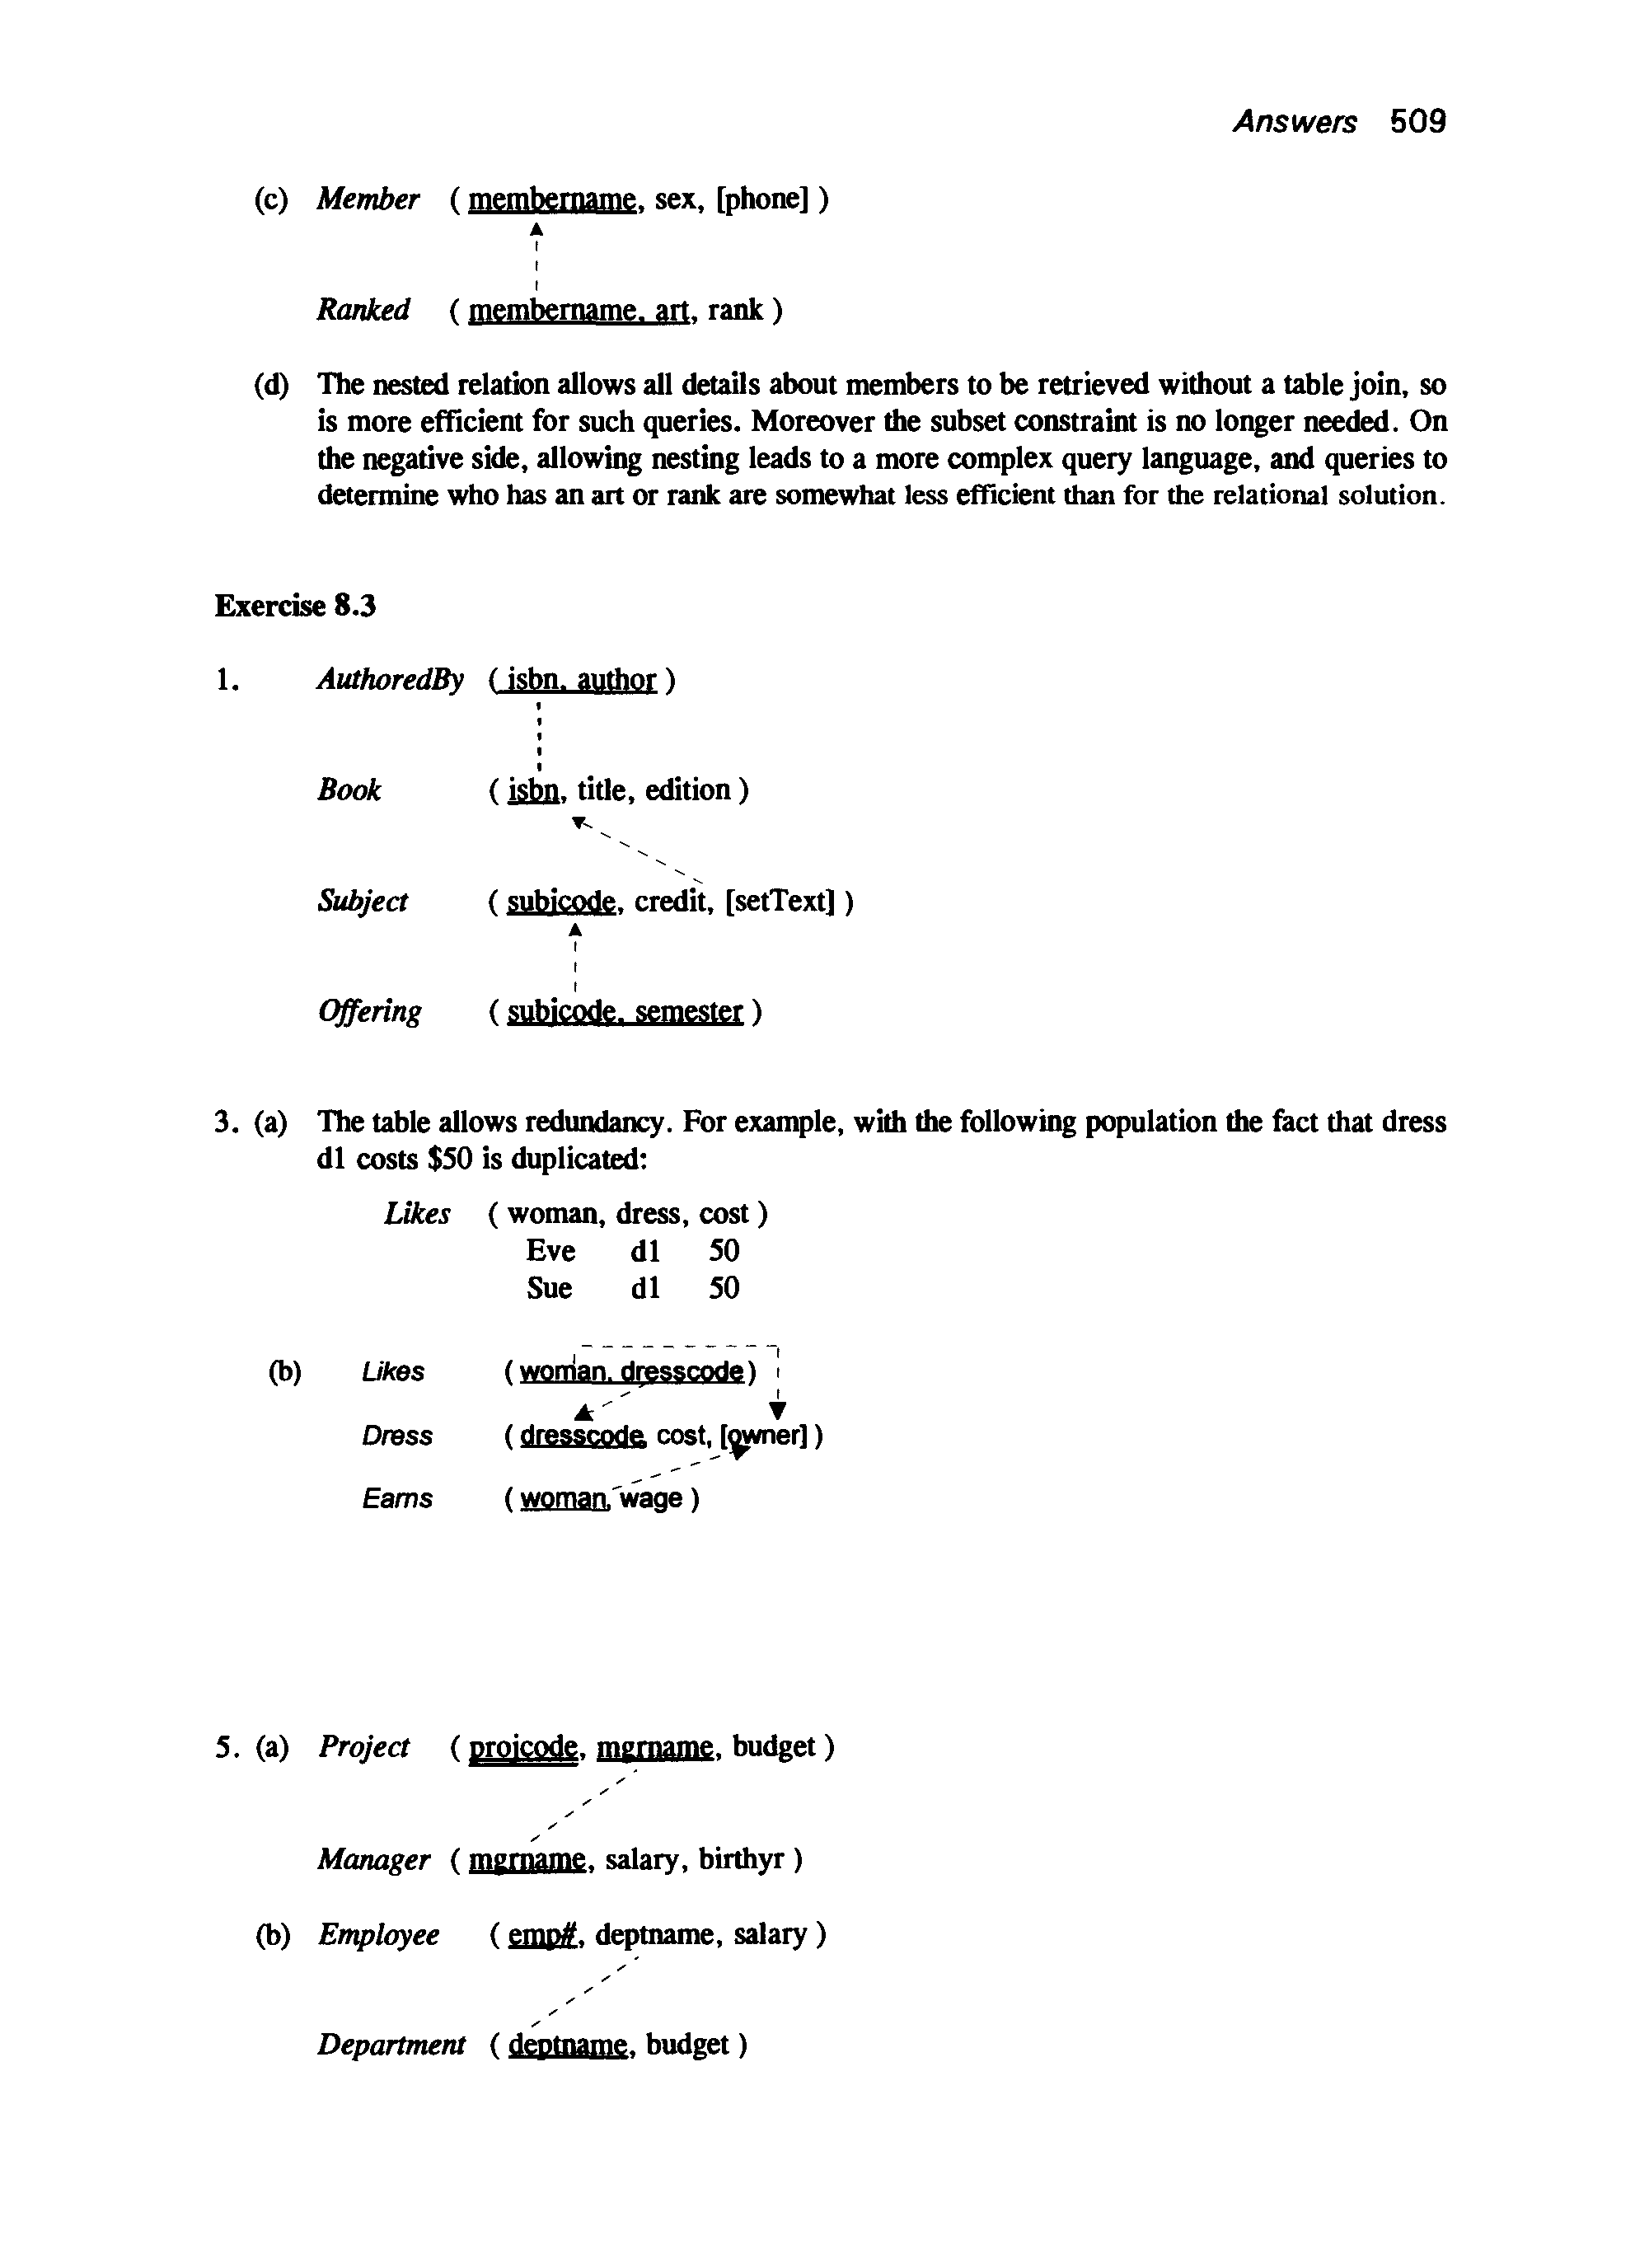 Answers 509
(c) Member ( membername, sex, [phone] )
Ranked ( membername, art, rank )
(d) The nested relation allows all details about members to be retrieved without a table join, so
is more efficient for such queries. Moreover the subset constraint is no longer needed. On
the negative side, allowing nesting leads to a more complex query language, and queries to
determine who has an art or rank are somewhat less efficient than for the relational solution.
Exercise 8.3
1. AuthoredBy ( isbn, author )
Book ( isbn, title, edition )
Subject ( subjcode, credit, [setText] )
Offering ( subjcode, semester )
3. (a) The table allows redundancy. For example, with the following population the fact that dress
d1 costs $50 is duplicated:
Likes ( woman, dress, cost )
Eve d1 50
Sue d1 50
(b) Likes ( woman, dresscode )
Dress ( dresscode, cost, [owner] )
Earns ( woman, wage )
5. (a) Project ( projcode, mgrname, budget )
Manager ( mgrname, salary, birthyr )
(b) Employee ( emp#, deptname, salary )
Department ( deptname, budget )